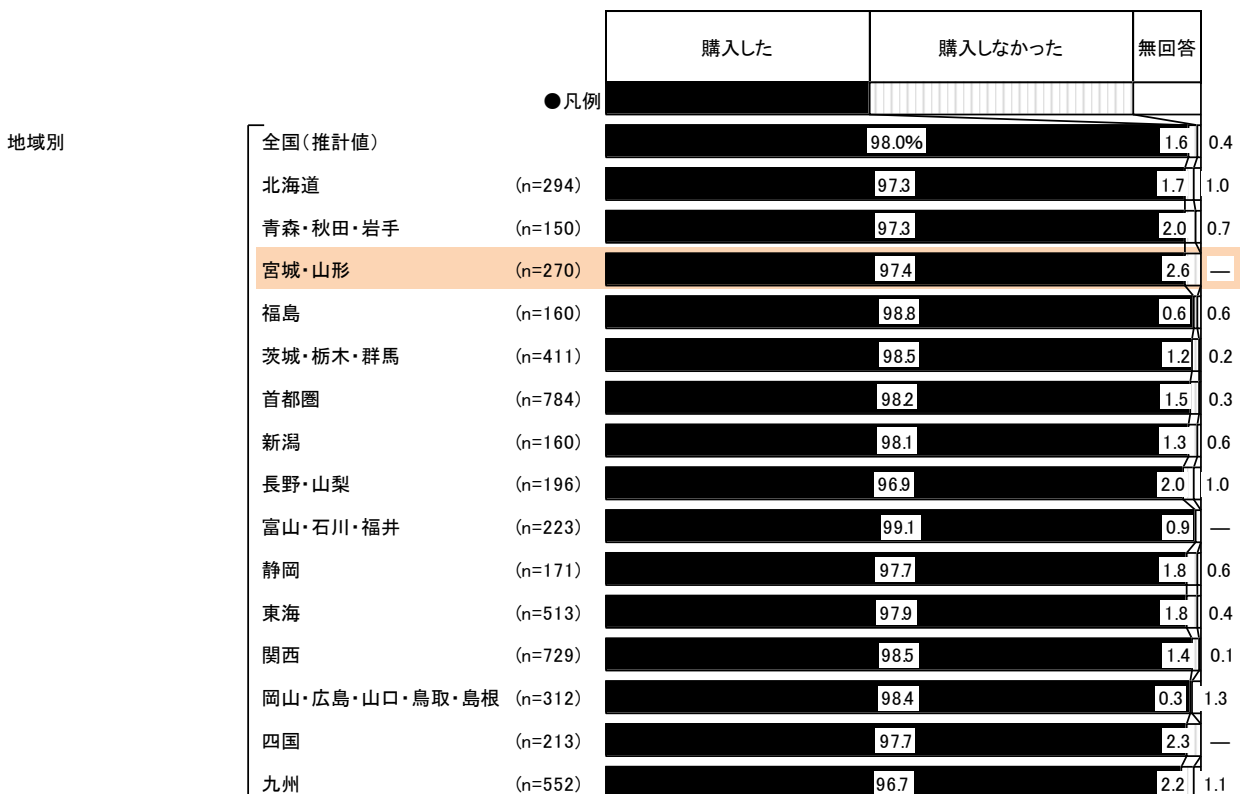 購入した 購入しなかった 無回答
●凡例
地域別 全国(推計値) 98.0% 1.6 0.4
北海道 (n=294) 97.3 1.7 1.0
青森・秋田・岩手 (n=150) 97.3 2.0 0.7
宮城・山形 (n=270) 97.4 2.6 ―
福島 (n=160) 98.8 0.6 0.6
茨城・栃木・群馬 (n=411) 98.5 1.2 0.2
首都圏 (n=784) 98.2 1.5 0.3
新潟 (n=160) 98.1 1.3 0.6
長野・山梨 (n=196) 96.9 2.0 1.0
富山・石川・福井 (n=223) 99.1 0.9 ―
静岡 (n=171) 97.7 1.8 0.6
東海 (n=513) 97.9 1.8 0.4
関西 (n=729) 98.5 1.4 0.1
岡山・広島・山口・鳥取・島根 (n=312) 98.4 0.3 1.3
四国 (n=213) 97.7 2.3 ―
九州 (n=552) 96.7 2.2 1.1